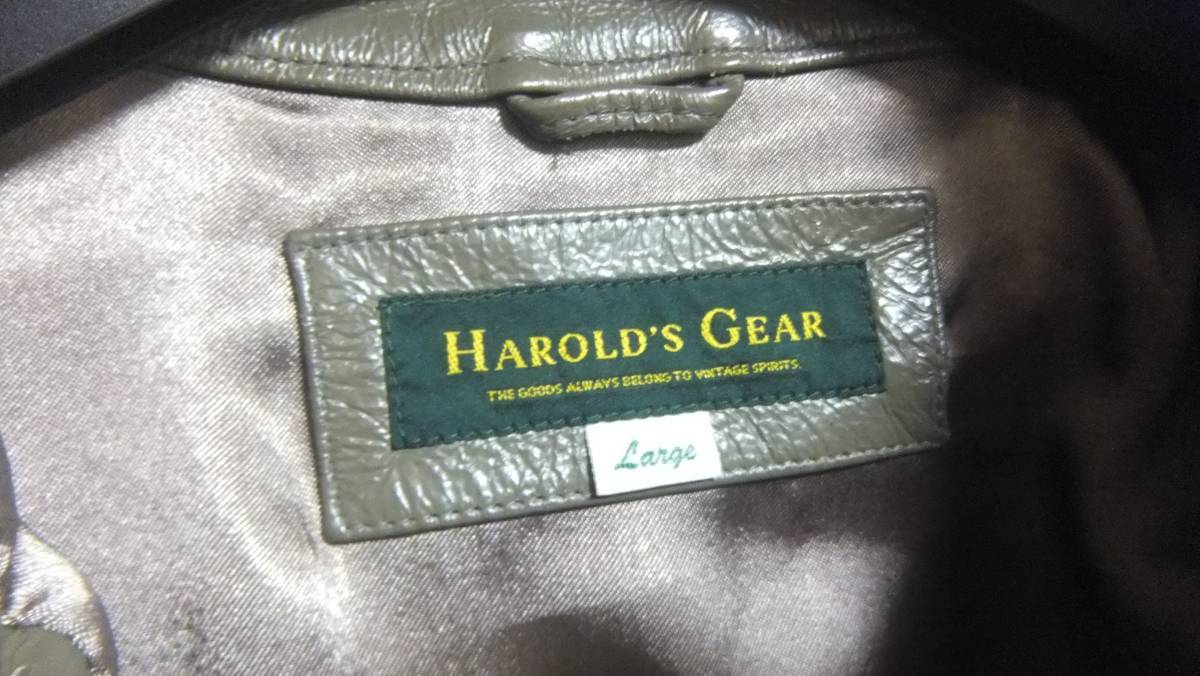 HAROLD'S GEAR
THE GOODS ALWAYS BELONG TO VINTAGE SPIRITS.
Large